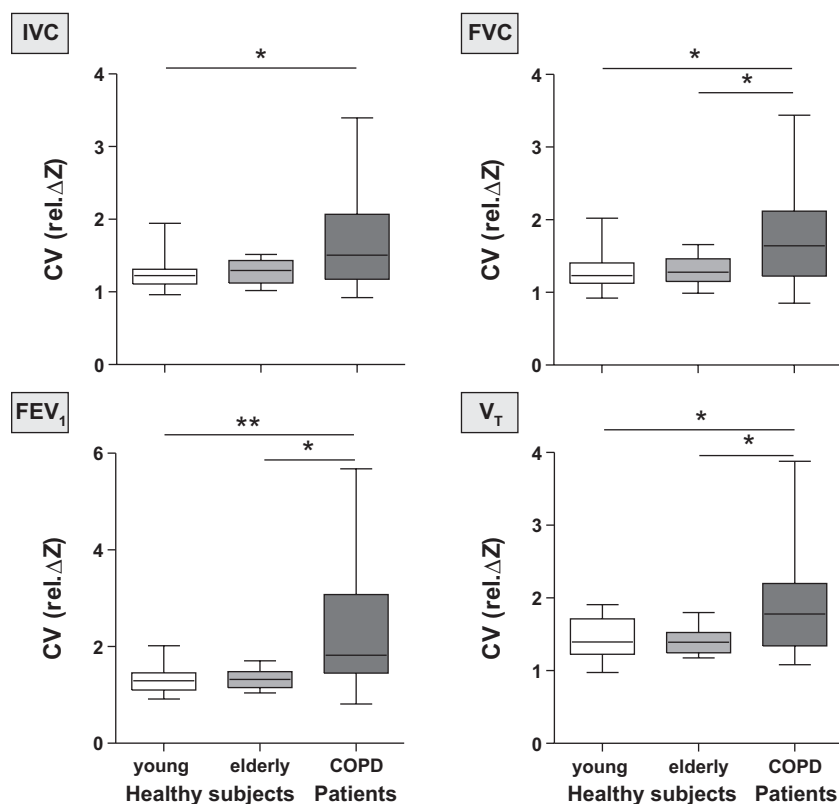 IVC
*
CV (rel.ΔZ)
4
3
2
1
0
FVC
*
*
CV (rel.ΔZ)
4
3
2
1
0
FEV₁
**
*
CV (rel.ΔZ)
6
4
2
0
young elderly COPD
Healthy subjects Patients
V_T
*
*
CV (rel.ΔZ)
4
3
2
1
0
young elderly COPD
Healthy subjects Patients